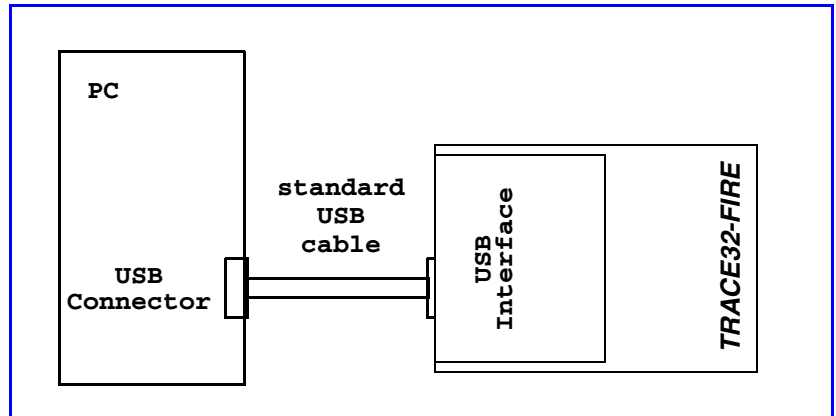 PC
standard
USB
cable
USB
Connector
USB
Interface
TRACE32-FIRE